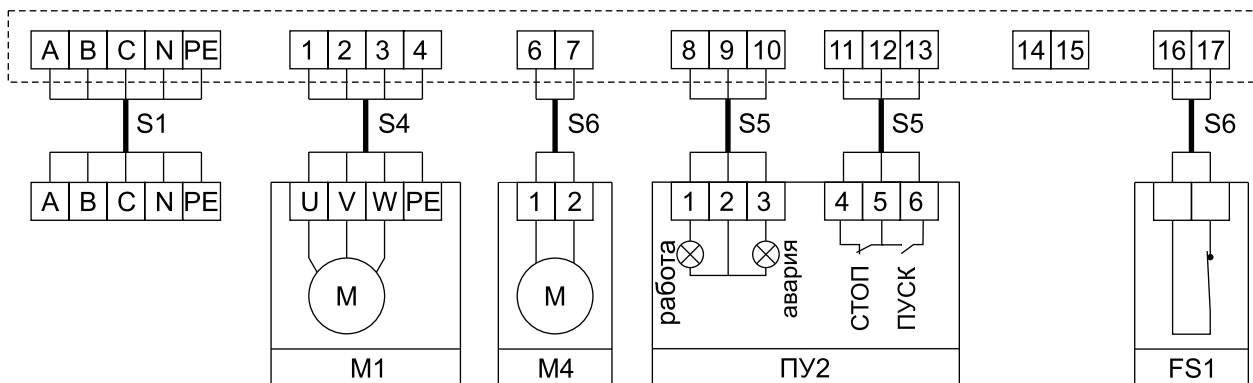 A B C N PE 1 2 3 4 6 7 8 9 10 11 12 13 14 15 16 17
S1 S4 S6 S5 S5 S6
A B C N PE U V W PE 1 2 1 2 3 4 5 6
работа авария СТОП ПУСК
M M
M1 M4 ПУ2 FS1